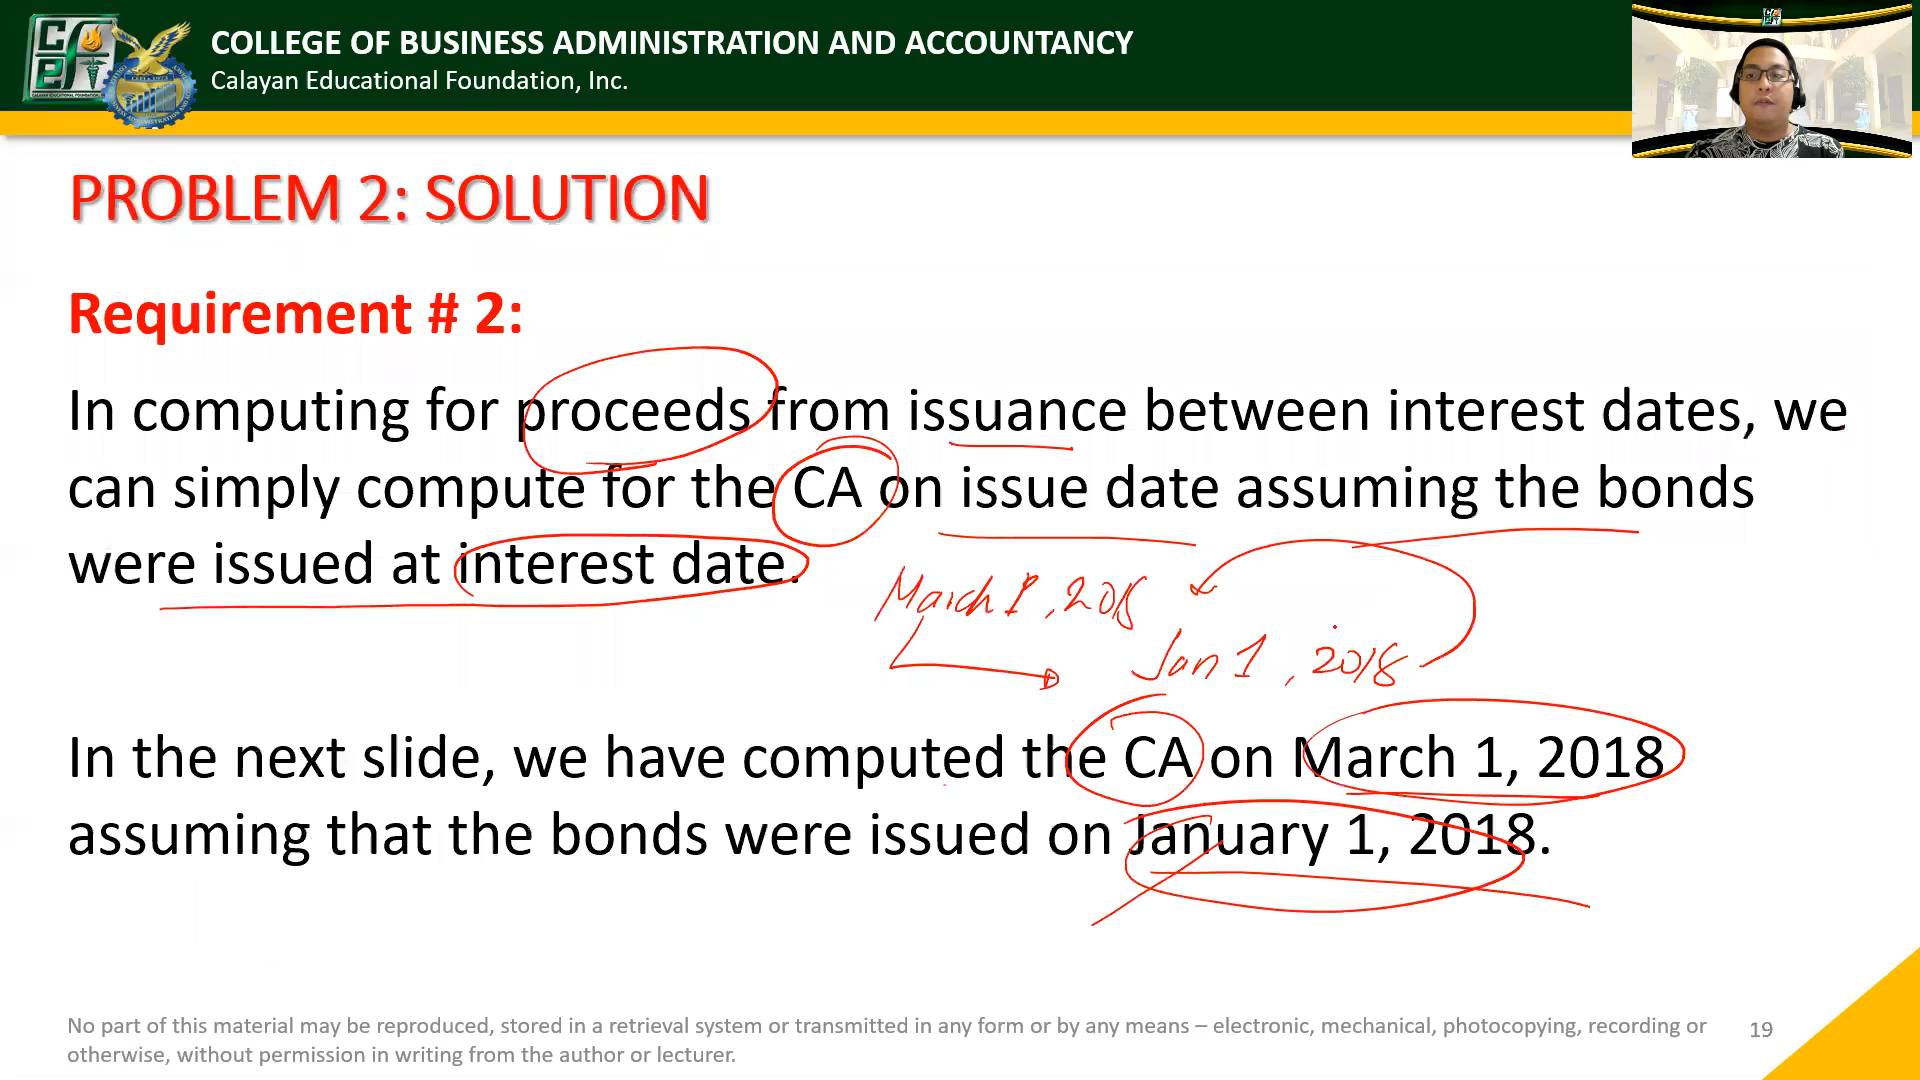 COLLEGE OF BUSINESS ADMINISTRATION AND ACCOUNTANCY
Calayan Educational Foundation, Inc.
PROBLEM 2: SOLUTION
Requirement # 2:
In computing for proceeds from issuance between interest dates, we
can simply compute for the CA on issue date assuming the bonds
were issued at interest date.
March 1, 2018
Jan 1, 2018
In the next slide, we have computed the CA on March 1, 2018
assuming that the bonds were issued on January 1, 2018.
No part of this material may be reproduced, stored in a retrieval system or transmitted in any form or by any means – electronic, mechanical, photocopying, recording or
otherwise, without permission in writing from the author or lecturer.
19